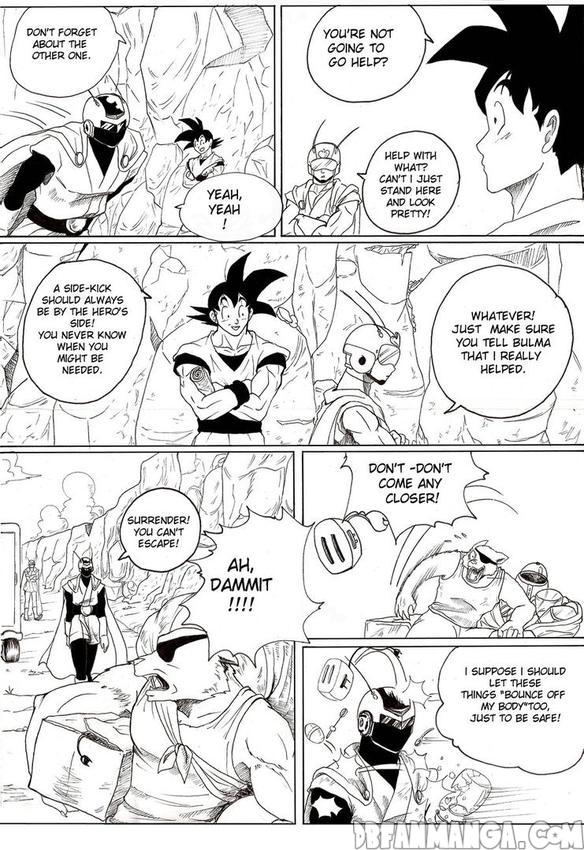 DON'T FORGET
ABOUT THE
OTHER ONE.
YEAH,
YEAH
!
YOU'RE NOT
GOING TO
GO HELP?
HELP WITH
WHAT?
CAN'T I JUST
STAND HERE
AND LOOK
PRETTY!
A SIDE-KICK
SHOULD ALWAYS
BE BY THE HERO'S
SIDE!
YOU NEVER KNOW
WHEN YOU
MIGHT BE
NEEDED.
WHATEVER!
JUST MAKE SURE
YOU TELL BULMA
THAT I REALLY
HELPED.
SURRENDER!
YOU CAN'T
ESCAPE!
AH,
DAMMIT
!!!!
DON'T -DON'T
COME ANY
CLOSER!
I SUPPOSE I SHOULD
LET THESE
THINGS "BOUNCE OFF
MY BODY"TOO,
JUST TO BE SAFE!
DBFANMANGA.COM